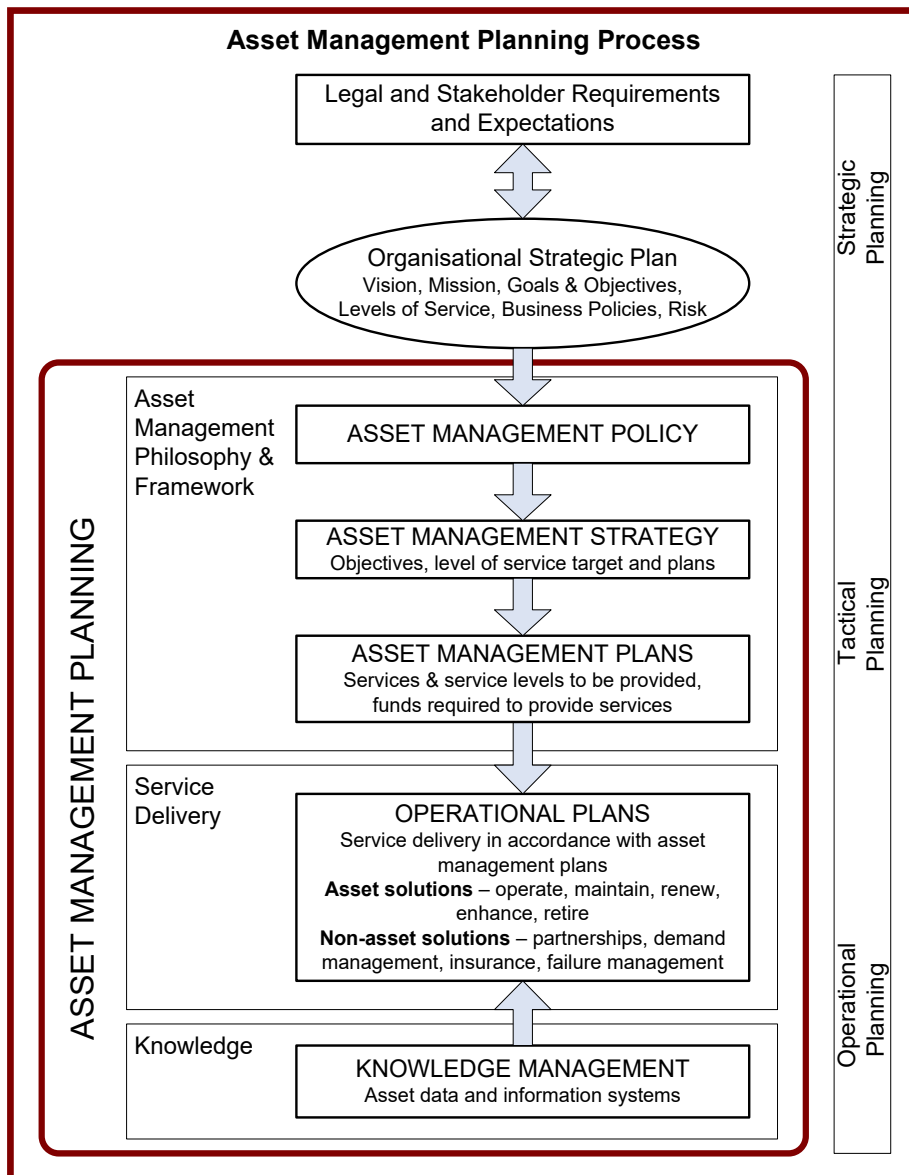 Asset Management Planning Process
Legal and Stakeholder Requirements
and Expectations
Strategic
Planning
Organisational Strategic Plan
Vision, Mission, Goals & Objectives,
Levels of Service, Business Policies, Risk
ASSET MANAGEMENT PLANNING
Asset
Management
Philosophy &
Framework
ASSET MANAGEMENT POLICY
ASSET MANAGEMENT STRATEGY
Objectives, level of service target and plans
Tactical
Planning
ASSET MANAGEMENT PLANS
Services & service levels to be provided,
funds required to provide services
Service
Delivery
OPERATIONAL PLANS
Service delivery in accordance with asset
management plans
Asset solutions – operate, maintain, renew,
enhance, retire
Non-asset solutions – partnerships, demand
management, insurance, failure management
Operational
Planning
Knowledge
KNOWLEDGE MANAGEMENT
Asset data and information systems